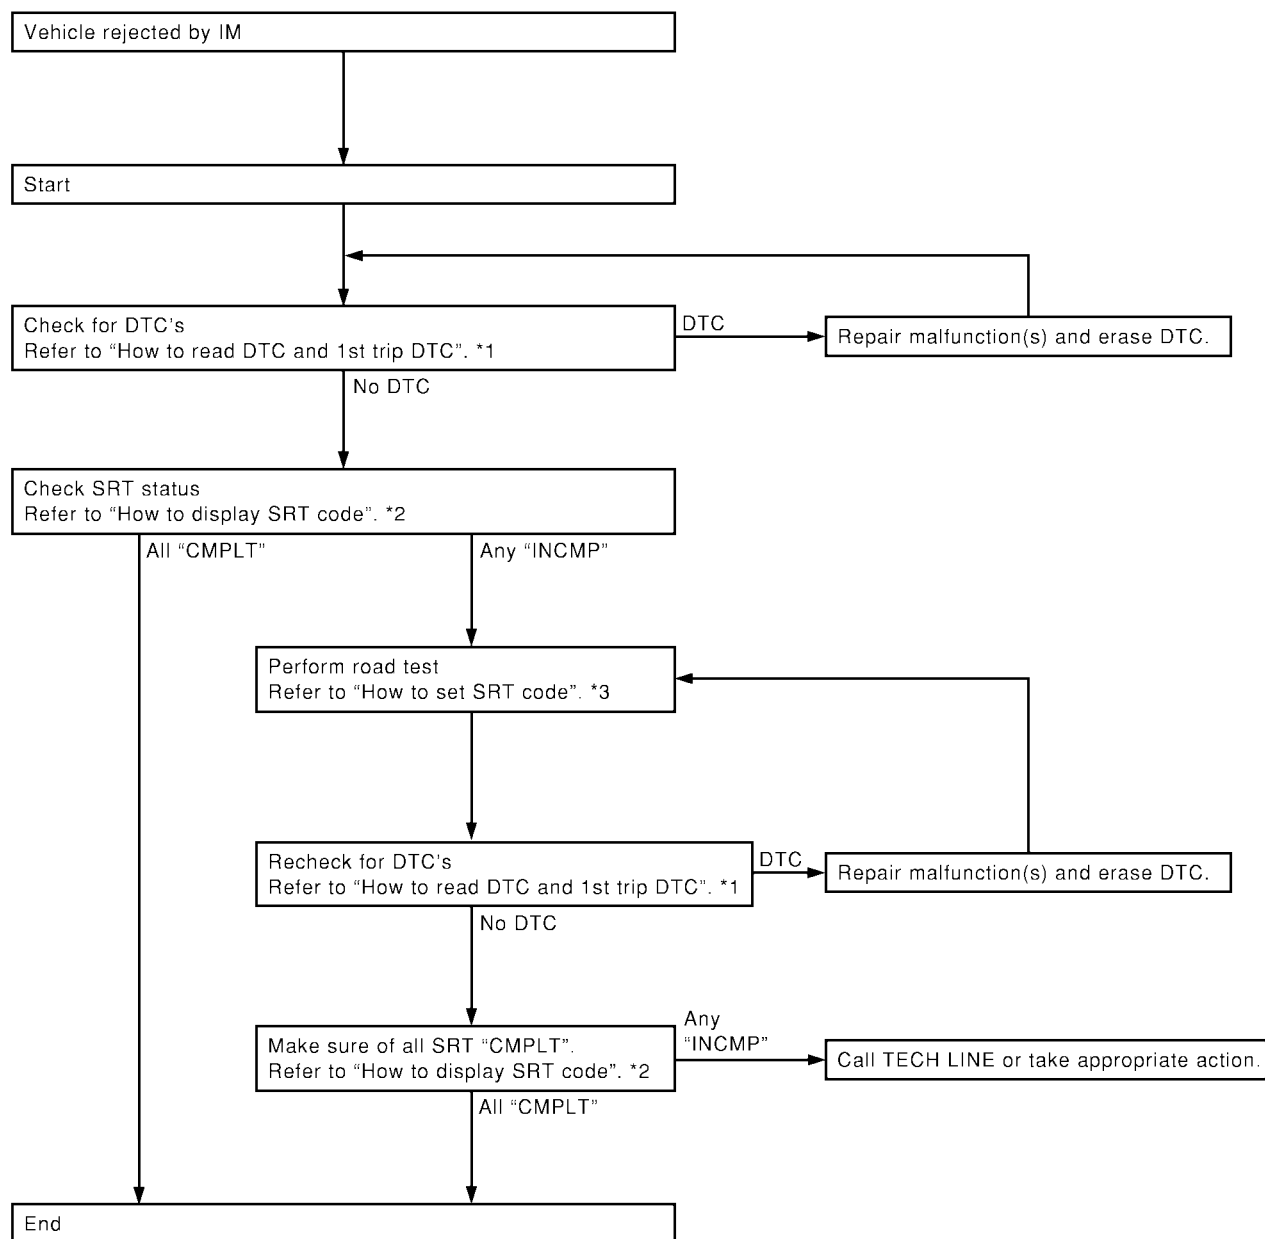 Vehicle rejected by IM
Start
Check for DTC's
Refer to “How to read DTC and 1st trip DTC”. *1
DTC
Repair malfunction(s) and erase DTC.
No DTC
Check SRT status
Refer to “How to display SRT code”. *2
All “CMPLT”
Any “INCMP”
Perform road test
Refer to “How to set SRT code”. *3
Recheck for DTC's
Refer to “How to read DTC and 1st trip DTC”. *1
DTC
Repair malfunction(s) and erase DTC.
No DTC
Make sure of all SRT “CMPLT”.
Refer to “How to display SRT code”. *2
Any
“INCMP”
Call TECH LINE or take appropriate action.
All “CMPLT”
End